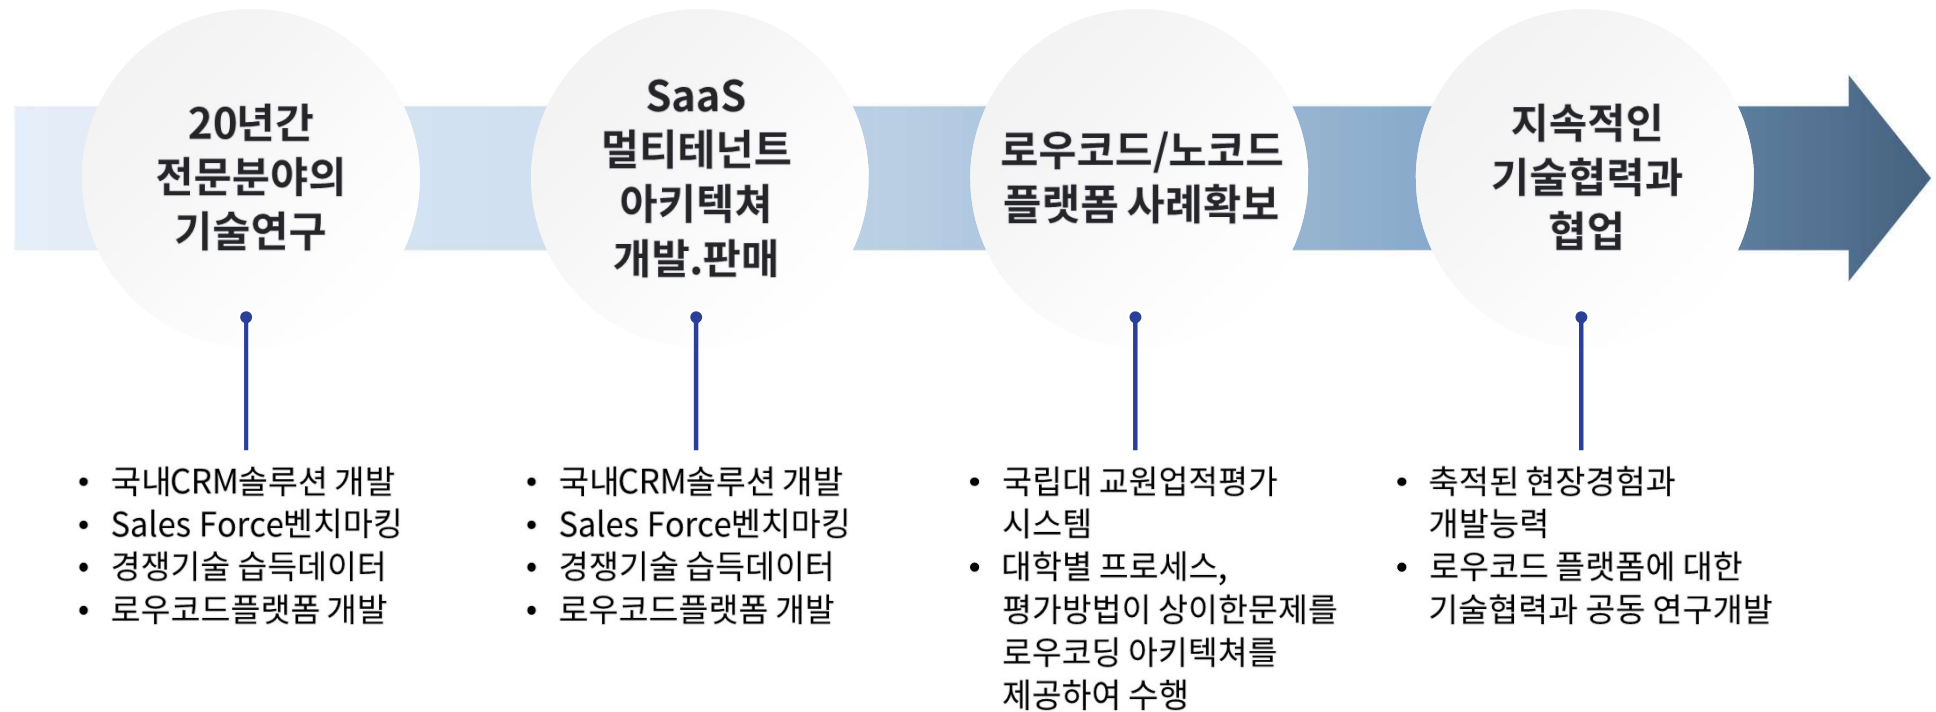 20년간
전문분야의
기술연구
SaaS
멀티테넌트
아키텍쳐
개발.판매
로우코드/노코드
플랫폼 사례확보
지속적인
기술협력과
협업
• 국내CRM솔루션 개발
• Sales Force벤치마킹
• 경쟁기술 습득데이터
• 로우코드플랫폼 개발
• 국내CRM솔루션 개발
• Sales Force벤치마킹
• 경쟁기술 습득데이터
• 로우코드플랫폼 개발
• 국립대 교원업적평가
시스템
• 대학별 프로세스,
평가방법이 상이한문제를
로우코딩 아키텍쳐를
제공하여 수행
• 축적된 현장경험과
개발능력
• 로우코드 플랫폼에 대한
기술협력과 공동 연구개발